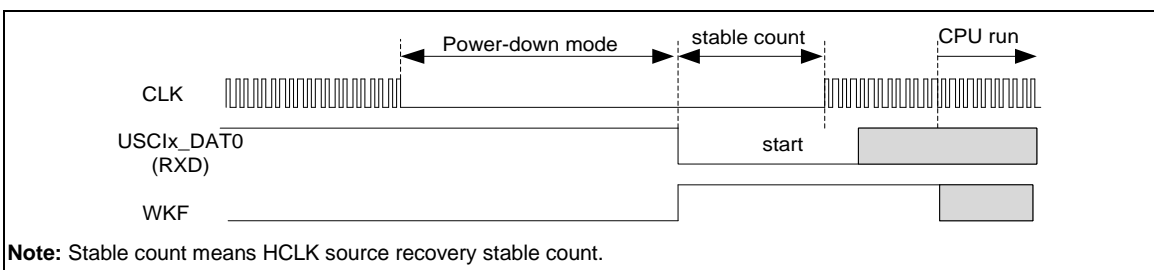 Power-down mode
stable count
CPU run
CLK
USCIx_DAT0
(RXD)
start
WKF
Note: Stable count means HCLK source recovery stable count.